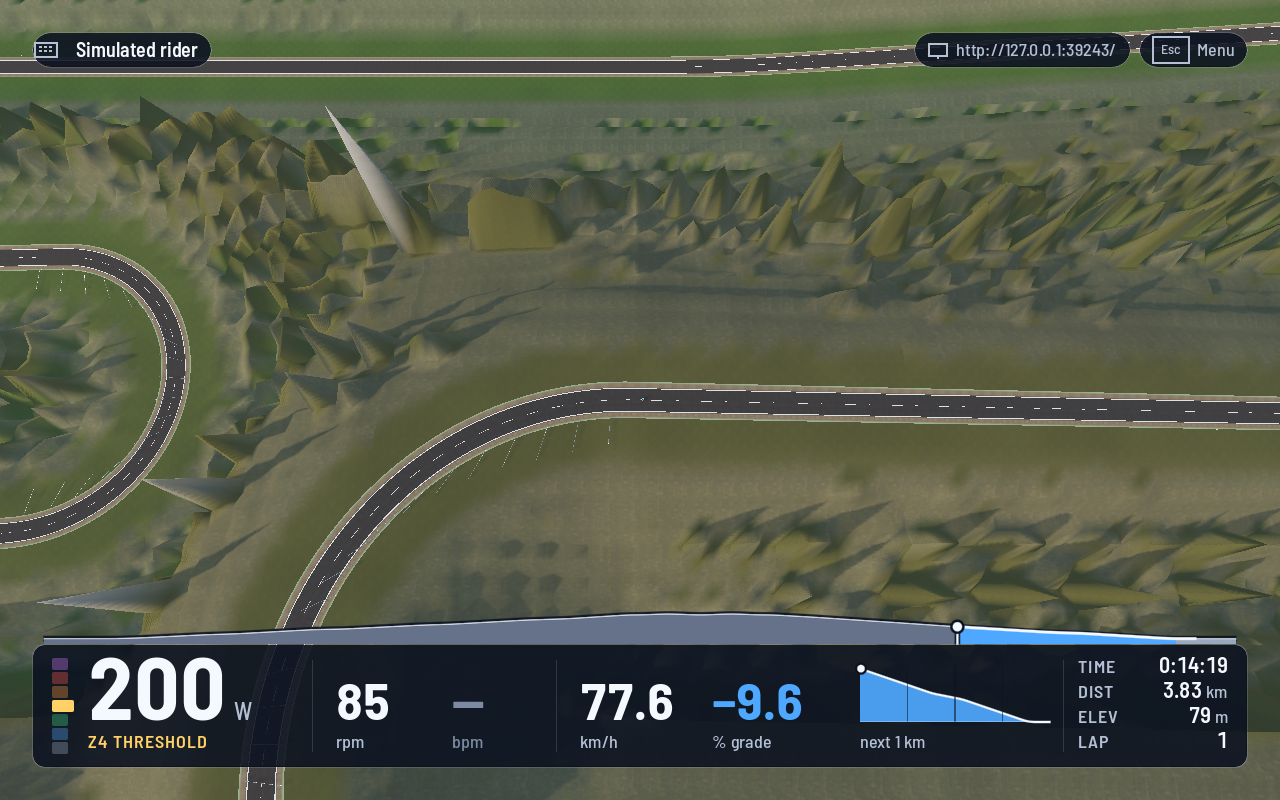 Simulated rider
http://127.0.0.1:39243/
Esc Menu
200 W
Z4 THRESHOLD
85
rpm
–
bpm
77.6
km/h
–9.6
% grade
next 1 km
TIME 0:14:19
DIST 3.83 km
ELEV 79 m
LAP 1